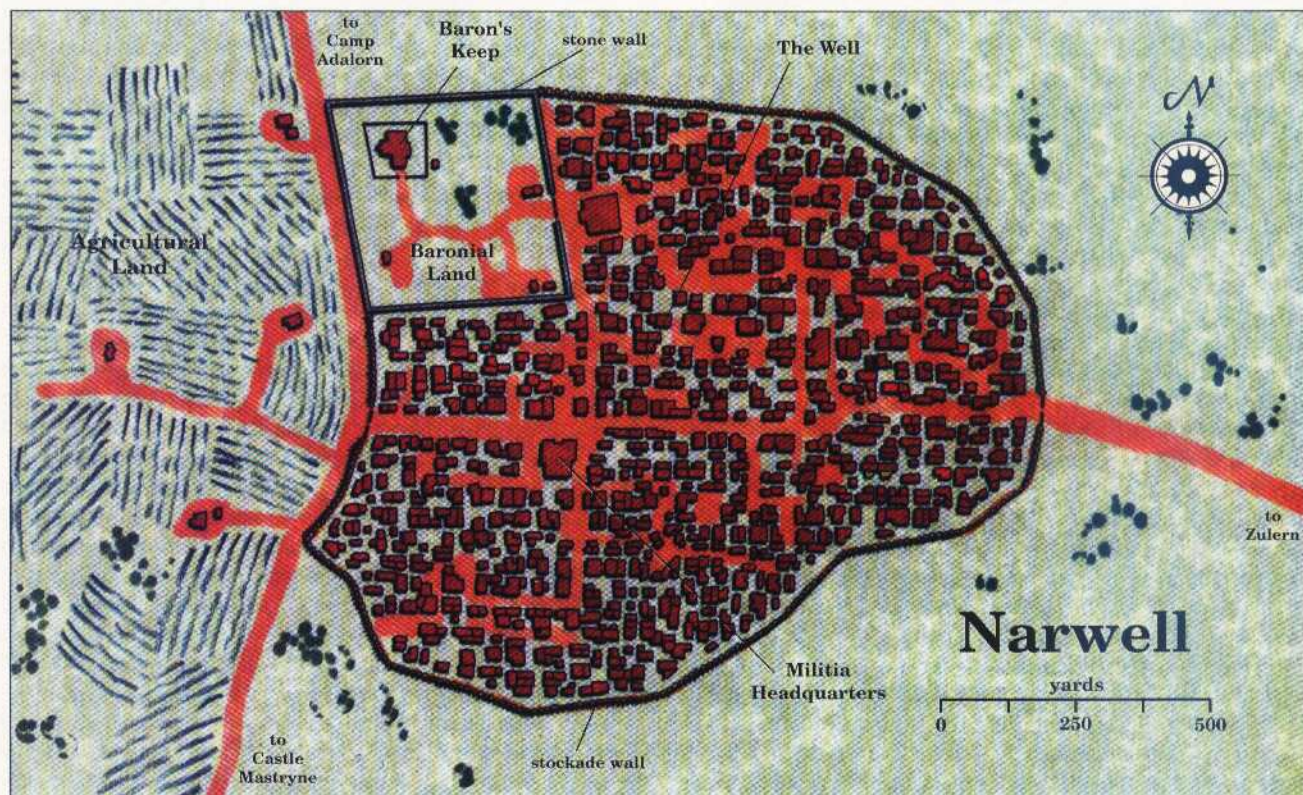 to
Camp
Adalorn
Baron's
Keep
stone wall
The Well
N
Agricultural
Land
Baronial
Land
to
Zulern
Narwell
yards
0
250
500
Militia
Headquarters
to
Castle
Mastryne
stockade wall